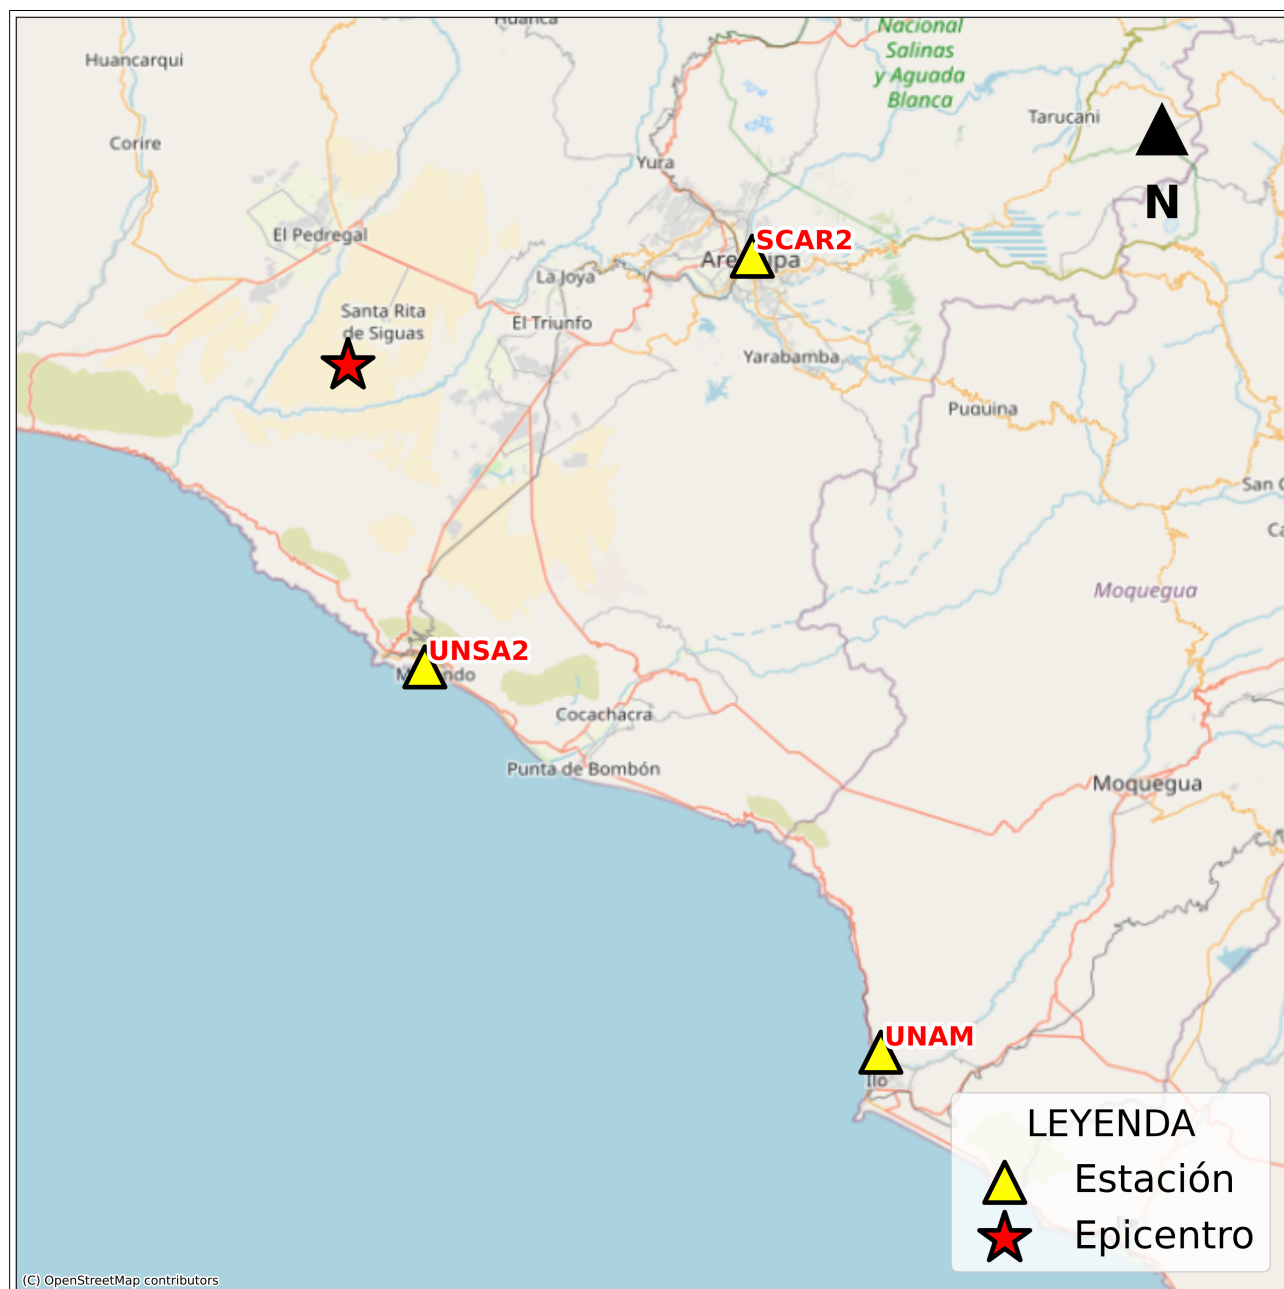 Huanca
Nacional
Salinas
y Aguada
Blanca
Huancarqui
Tarucani
Corire
Yura
N
El Pedregal
SCAR2
La Joya
Santa Rita
de Siguas
El Triunfo
Yarabamba
Puquina
Moquegua
UNSA2
Cocachacra
Punta de Bombón
Moquegua
UNAM
Ilo
LEYENDA
Estación
Epicentro
(C) OpenStreetMap contributors